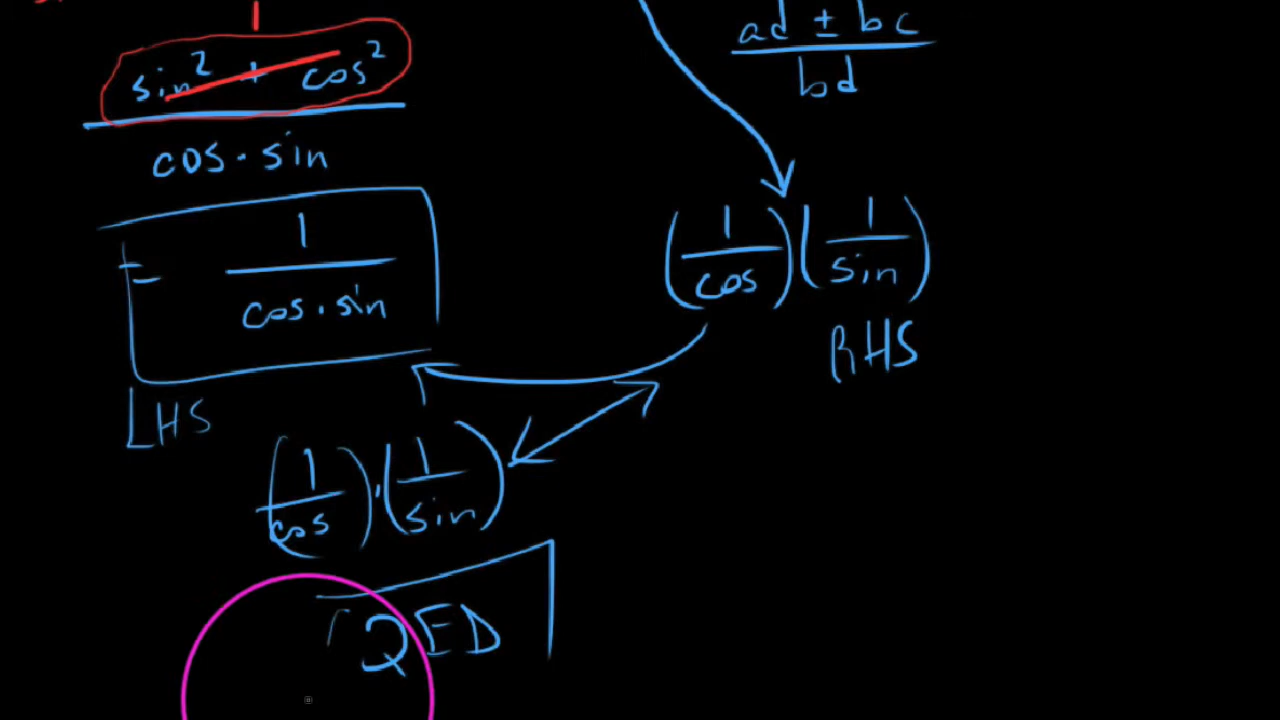 1
sin² + cos²
cos · sin
ad ± bc
bd
= 1
cos · sin
LHS
(1/cos)(1/sin)
RHS
(1/cos) · (1/sin)
QED